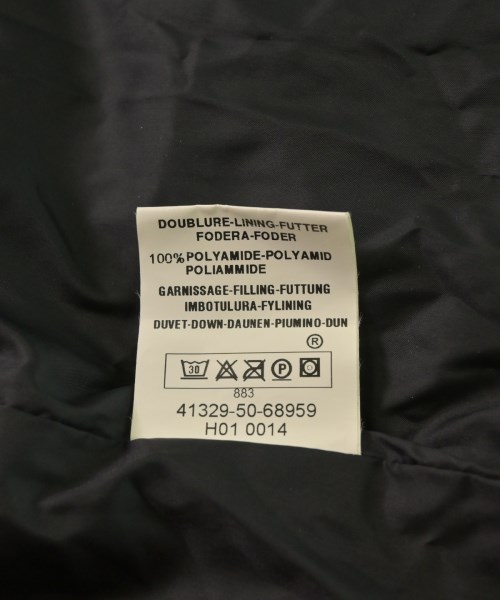 DOUBLURE-LINING-FUTTER
FODERA-FODER
100% POLYAMIDE-POLYAMID
POLIAMMIDE
GARNISSAGE-FILLING-FUTTUNG
IMBOTULURA-FYLINING
DUVET-DOWN-DAUNEN-PIUMINO-DUN
®
30 P
883
41329-50-68959
H01 0014